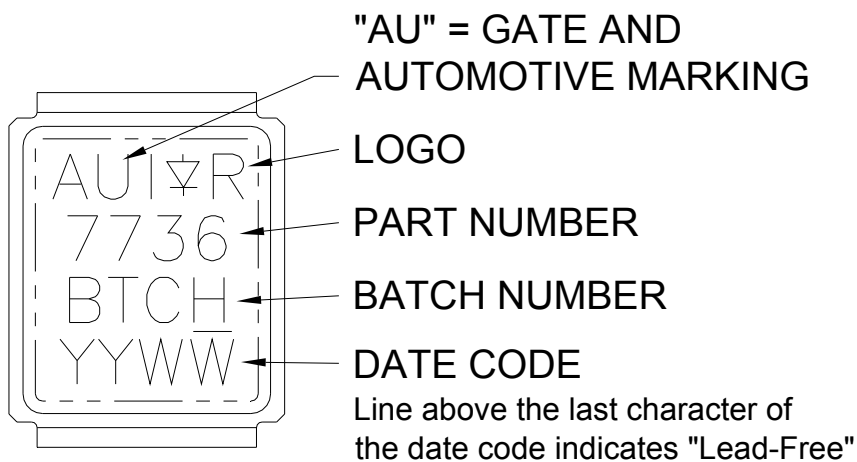 "AU" = GATE AND
AUTOMOTIVE MARKING
AUI R
LOGO
7736
PART NUMBER
BTCH
BATCH NUMBER
YYWW
DATE CODE
Line above the last character of
the date code indicates "Lead-Free"